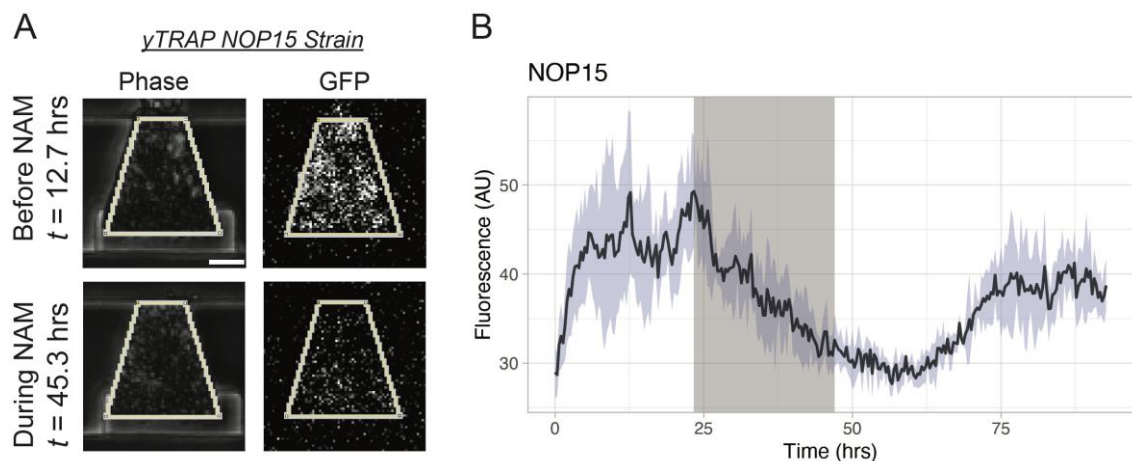 A
yTRAP NOP15 Strain
Phase
GFP
Before NAM
t = 12.7 hrs
During NAM
t = 45.3 hrs
B
NOP15
Fluorescence (AU)
50
40
30
0
25
50
75
Time (hrs)